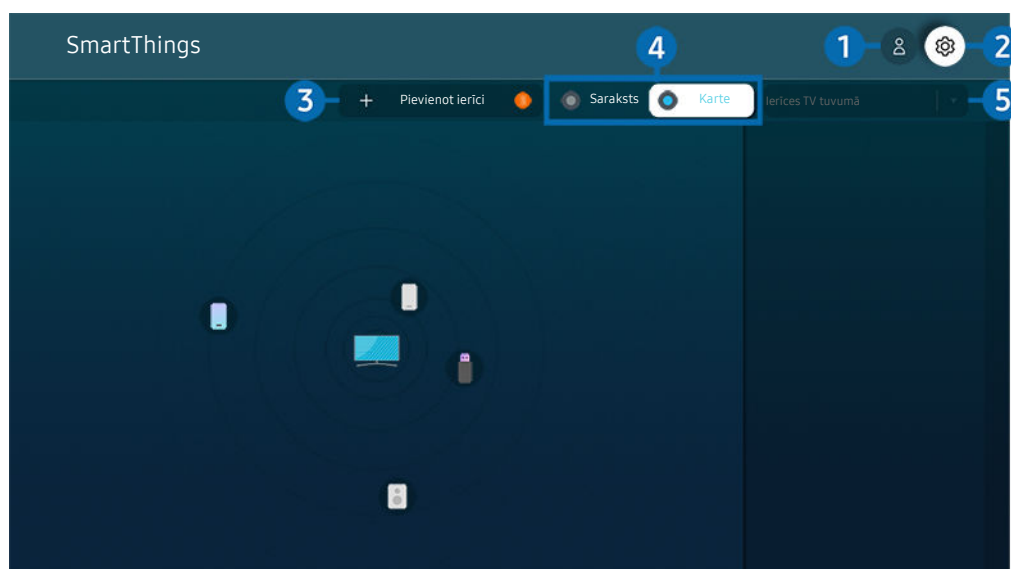 SmartThings
4
1
2
3
Pievienot ierīci
Saraksts
Karte
Ierīces TV tuvumā
5